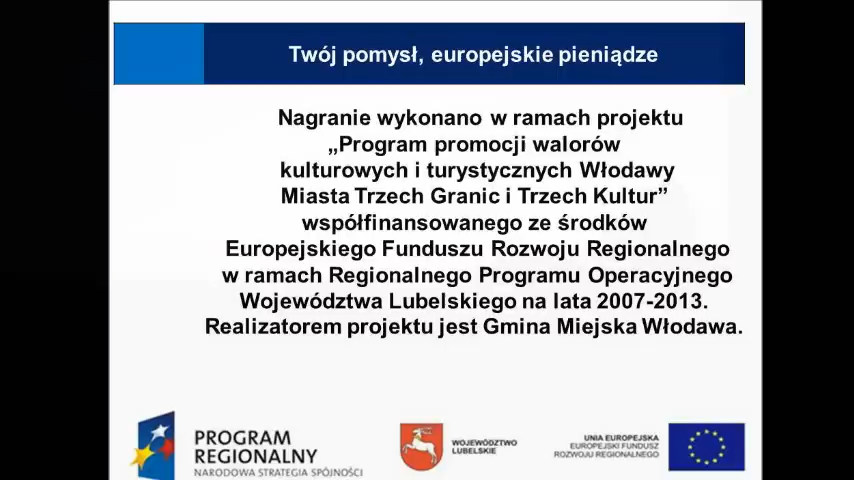 Twój pomysł, europejskie pieniądze
Nagranie wykonano w ramach projektu
„Program promocji walorów
kulturowych i turystycznych Włodawy
Miasta Trzech Granic i Trzech Kultur”
współfinansowanego ze środków
Europejskiego Funduszu Rozwoju Regionalnego
w ramach Regionalnego Programu Operacyjnego
Województwa Lubelskiego na lata 2007-2013.
Realizatorem projektu jest Gmina Miejska Włodawa.
PROGRAM
REGIONALNY
NARODOWA STRATEGIA SPÓJNOŚCI
WOJEWÓDZTWO
LUBELSKIE
UNIA EUROPEJSKA
EUROPEJSKI FUNDUSZ
ROZWOJU REGIONALNEGO